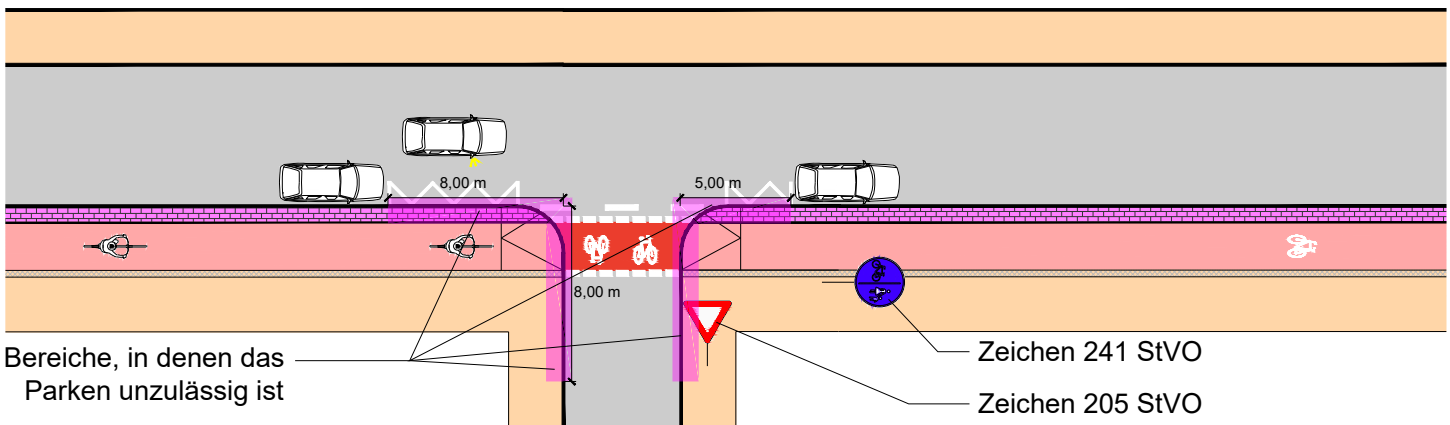 8,00 m
5,00 m
8,00 m
Bereiche, in denen das
Parken unzulässig ist
Zeichen 241 StVO
Zeichen 205 StVO